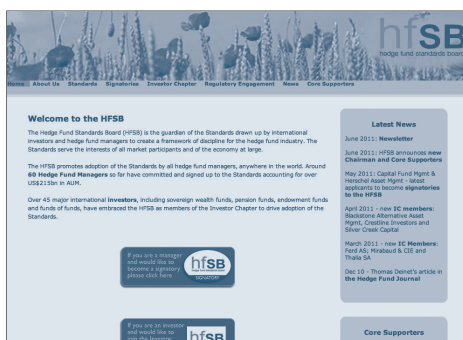 hfSB
hedge fund standards board
Home About Us Standards Signatories Investor Chapter Regulatory Engagement News Core Supporters
Welcome to the HFSB
The Hedge Fund Standards Board (HFSB) is the guardian of the Standards drawn up by international
investors and hedge fund managers to create a framework of discipline for the hedge fund industry. The
Standards serve the interests of all market participants and of the economy at large.
The HFSB promotes adoption of the Standards by all hedge fund managers, anywhere in the world. Around
60 Hedge Fund Managers so far have committed and signed up to the Standards accounting for over
US$215bn in AUM.
Over 45 major international investors, including sovereign wealth funds, pension funds, endowment funds
and funds of funds, have embraced the HFSB as members of the Investor Chapter to drive adoption of the
Standards.
If you are a manager
and would like to
become a signatory
please click here
hfSB
hedge fund standards board
SIGNATORY
If you are an investor
and would like to
join the Investor
hfSB
Latest News
June 2011: Newsletter
June 2011: HFSB announces new
Chairman and Core Supporters
May 2011: Capital Fund Mgmt &
Herschel Asset Mgmt - latest
applicants to become signatories
to the HFSB
April 2011 - new IC members:
Blackstone Alternative Asset
Mgmt, Crestline Investors and
Silver Creek Capital
March 2011 - new IC Members:
Ferd AS; Mirabaud & CIE and
Thalia SA
Dec 10 - Thomas Deinet's article in
the Hedge Fund Journal
Core Supporters